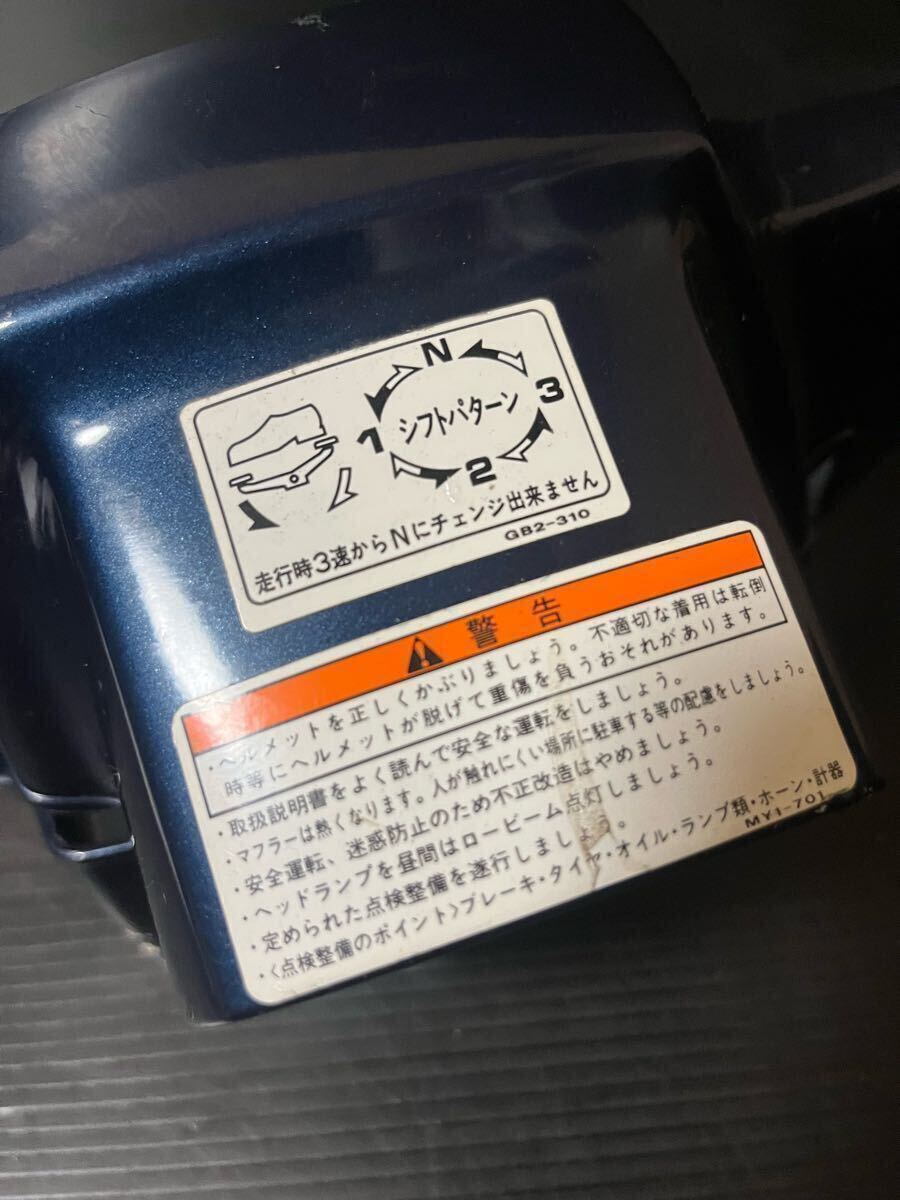 N
3
1
シフトパターン
2
走行時3速からNにチェンジ出来ません
GB2-310
警告
・ヘルメットを正しくかぶりましょう。不適切な着用は転倒
時等にヘルメットが脱げて重傷を負うおそれがあります。
・取扱説明書をよく読んで安全な運転をしましょう。
・マフラーは熱くなります。人が触れにくい場所に駐車する等の配慮をしましょう。
・安全運転、迷惑防止のため不正改造はやめましょう。
・ヘッドランプを昼間はロービーム点灯しましょう。
・定められた点検整備を遂行しましょう。
・〈点検整備のポイント〉ブレーキ・タイヤ・オイル・ランプ類・ホーン・計器
MY1-701